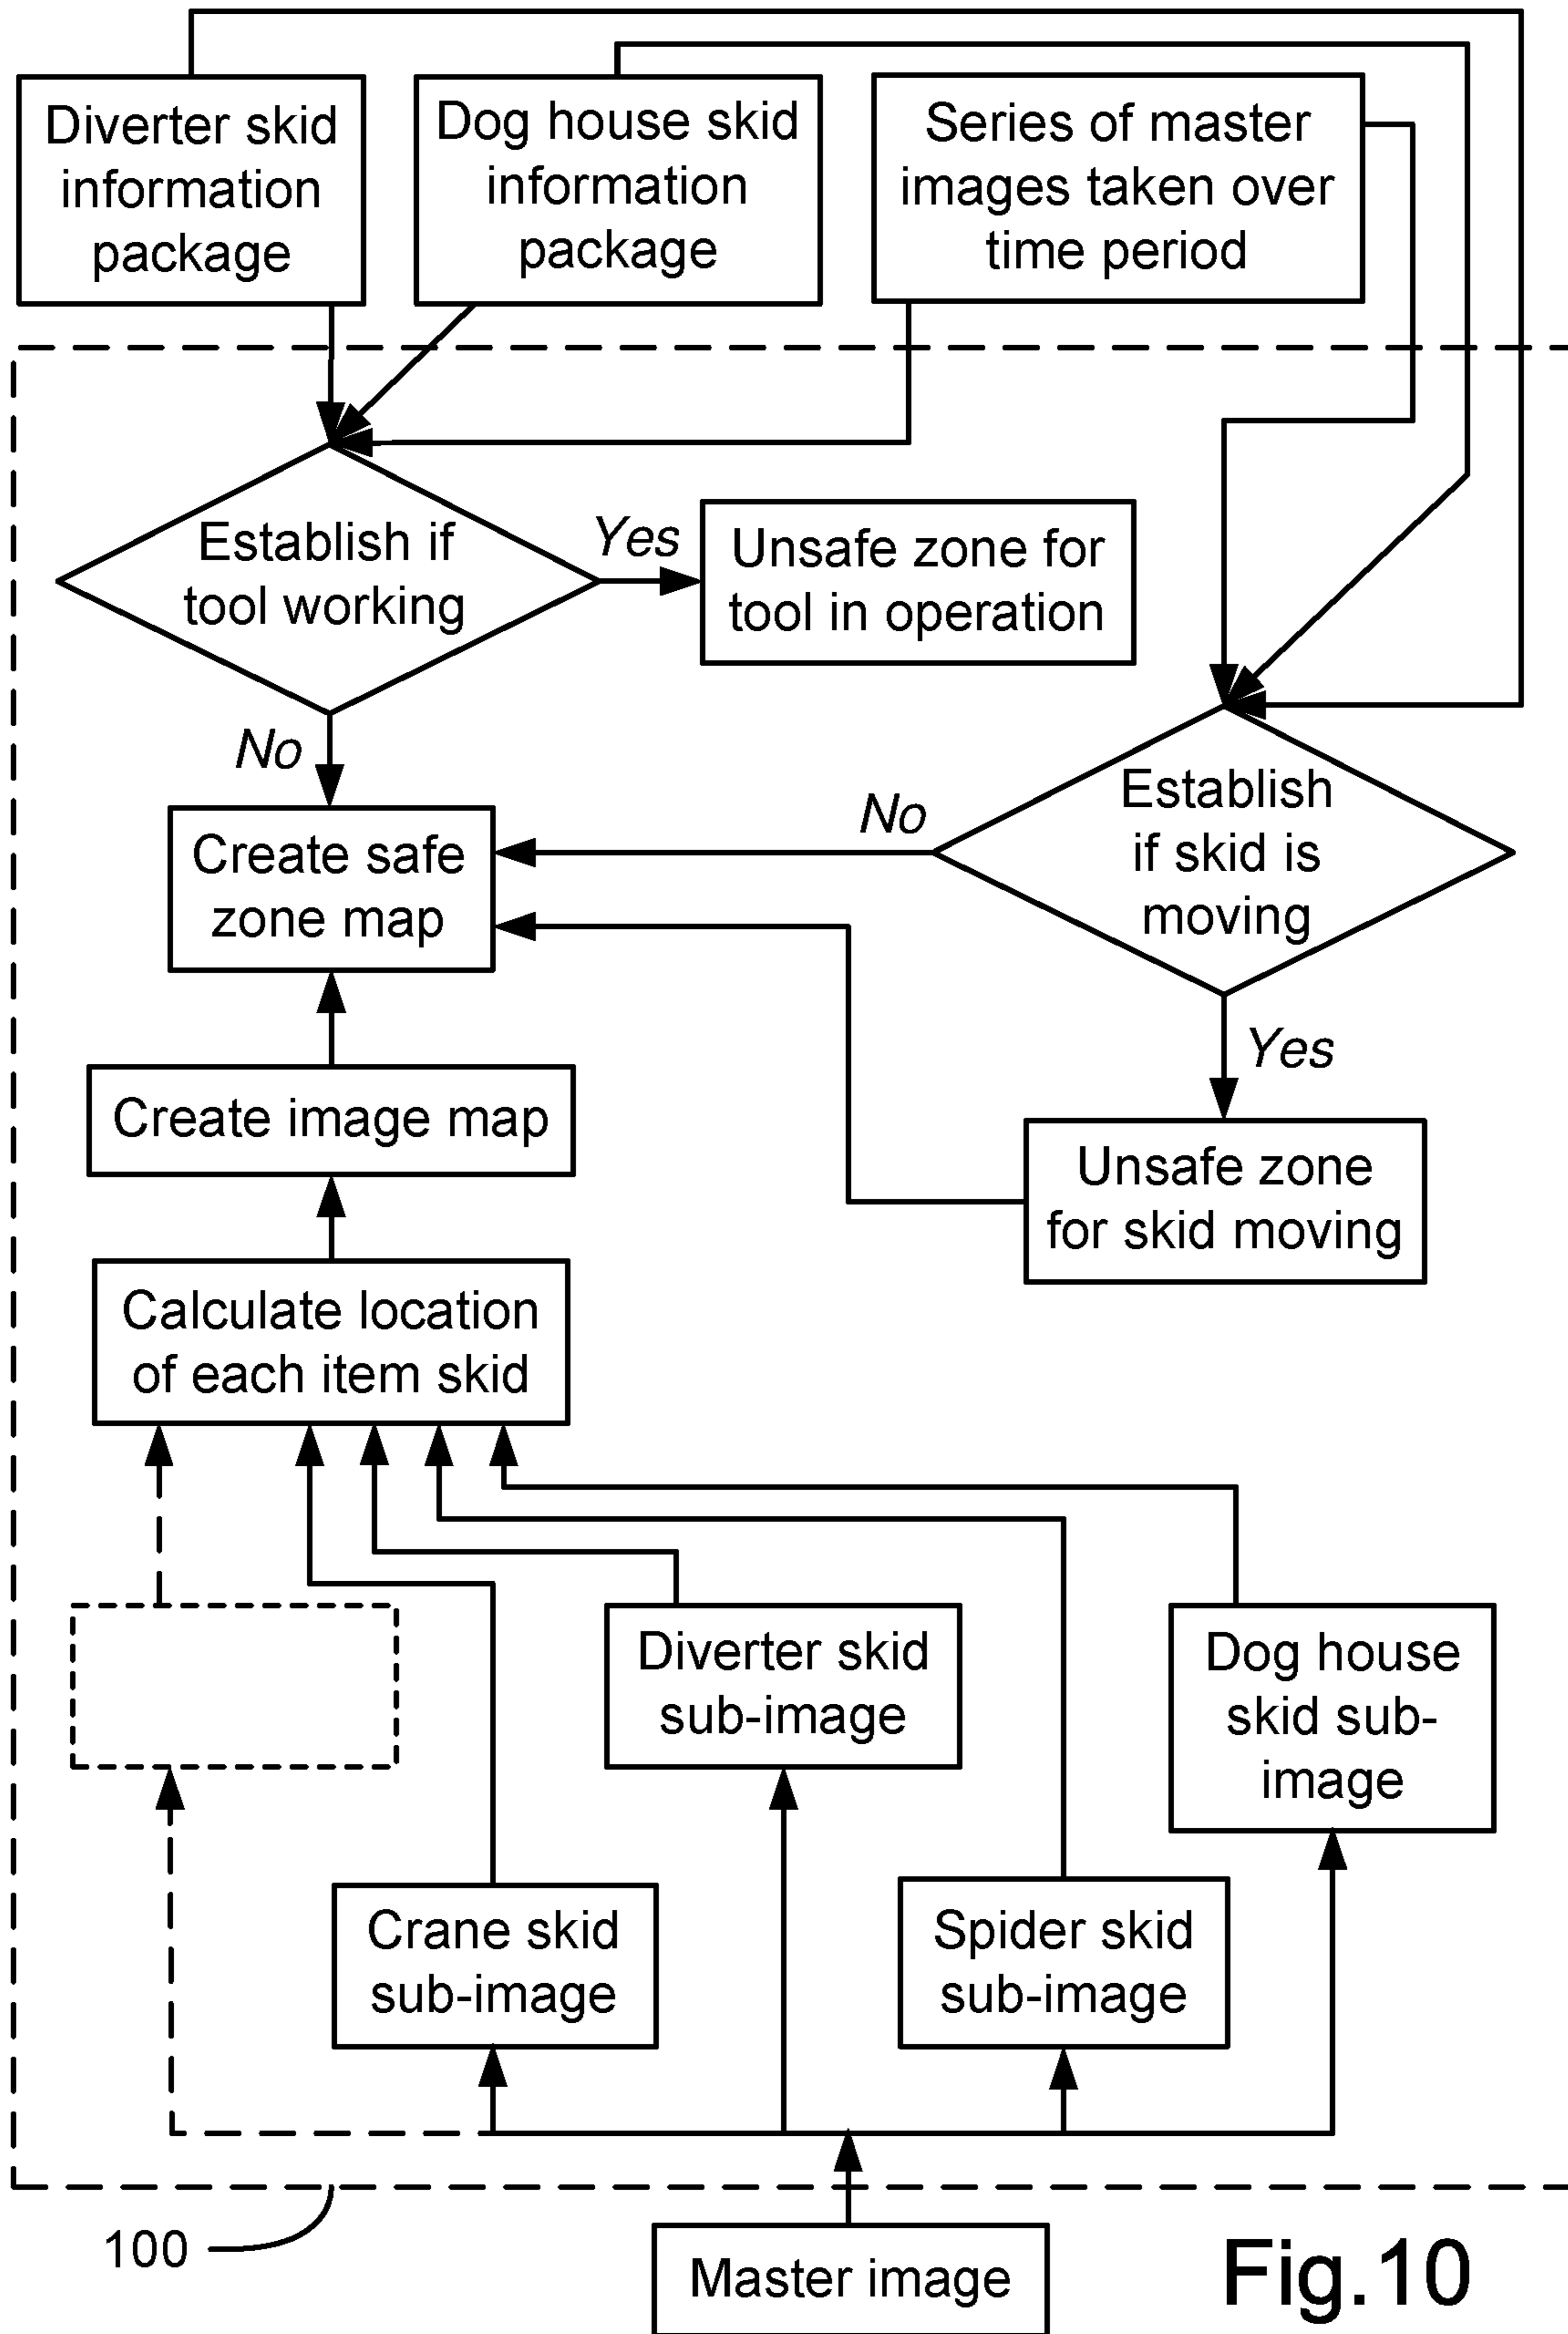 Diverter skid
information
package
Dog house skid
information
package
Series of master
images taken over
time period
Establish if
tool working
Yes
Unsafe zone for
tool in operation
No
Create safe
zone map
No
Establish
if skid is
moving
Yes
Create image map
Unsafe zone
for skid moving
Calculate location
of each item skid
Diverter skid
sub-image
Dog house
skid sub-
image
Crane skid
sub-image
Spider skid
sub-image
100
Master image
Fig.10